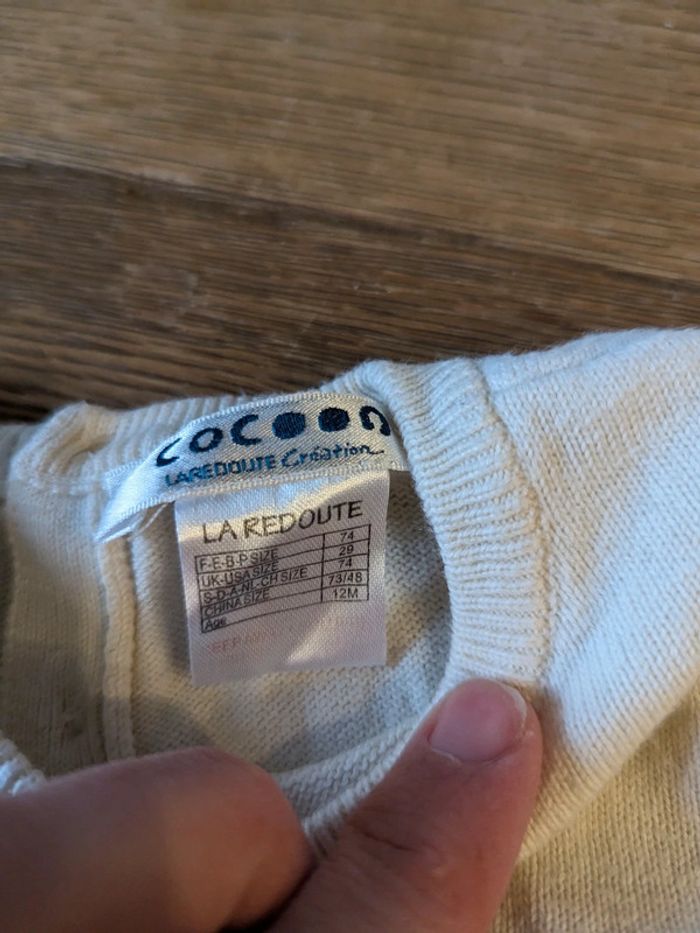 COCOON
LAREDOUTE Création
LA REDOUTE
F-E-B-P SIZE 74
UK-USA SIZE 29
S-D-A-NL-CH SIZE 74
CHINA SIZE 73/48
Age 12M